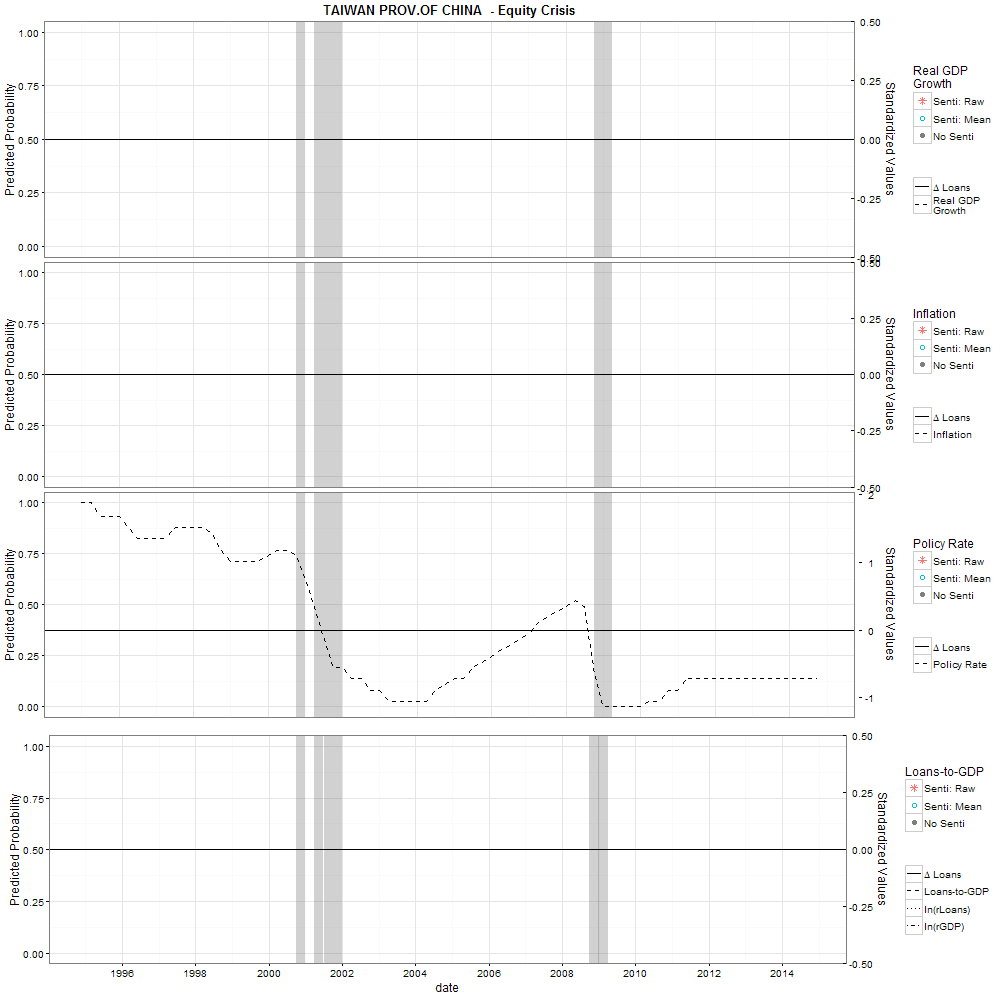 TAIWAN PROV.OF CHINA - Equity Crisis
Predicted Probability
1.00
0.75
0.50
0.25
0.00
0.50
0.25
0.00
-0.25
-0.50
Standardized Values
Real GDP
Growth
Senti: Raw
Senti: Mean
No Senti
Δ Loans
Real GDP
Growth
Predicted Probability
1.00
0.75
0.50
0.25
0.00
0.50
0.25
0.00
-0.25
-0.50
Standardized Values
Inflation
Senti: Raw
Senti: Mean
No Senti
Δ Loans
Inflation
Predicted Probability
1.00
0.75
0.50
0.25
0.00
2
1
0
-1
Standardized Values
Policy Rate
Senti: Raw
Senti: Mean
No Senti
Δ Loans
Policy Rate
Predicted Probability
1.00
0.75
0.50
0.25
0.00
0.50
0.25
0.00
-0.25
-0.50
Standardized Values
Loans-to-GDP
Senti: Raw
Senti: Mean
No Senti
Δ Loans
Loans-to-GDP
ln(rLoans)
ln(rGDP)
1996 1998 2000 2002 2004 2006 2008 2010 2012 2014
date